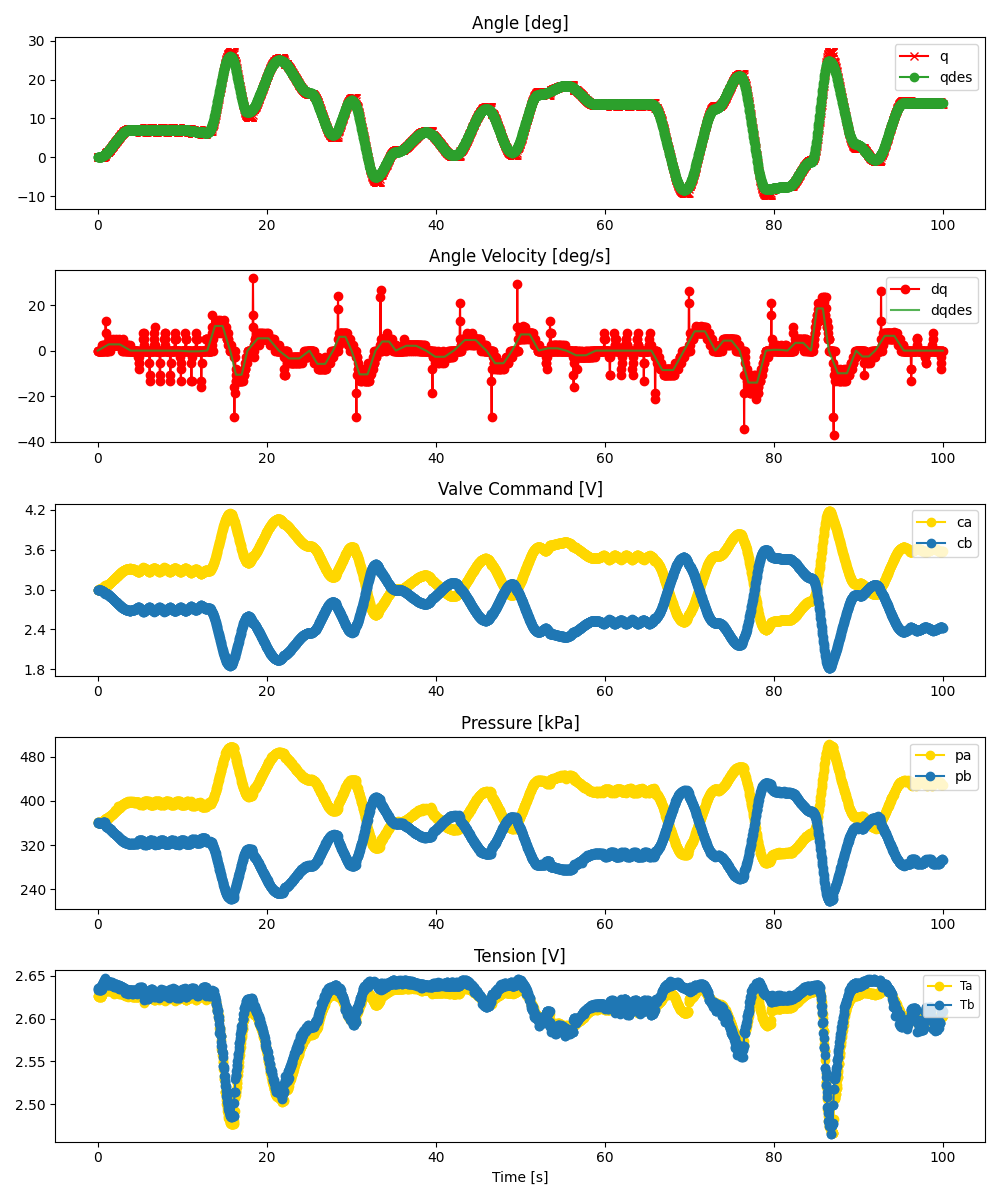 Angle [deg]
30
20
10
0
−10
q
qdes
0 20 40 60 80 100
Angle Velocity [deg/s]
20
0
−20
−40
dq
dqdes
0 20 40 60 80 100
Valve Command [V]
4.2
3.6
3.0
2.4
1.8
ca
cb
0 20 40 60 80 100
Pressure [kPa]
480
400
320
240
pa
pb
0 20 40 60 80 100
Tension [V]
2.65
2.60
2.55
2.50
Ta
Tb
0 20 40 60 80 100
Time [s]